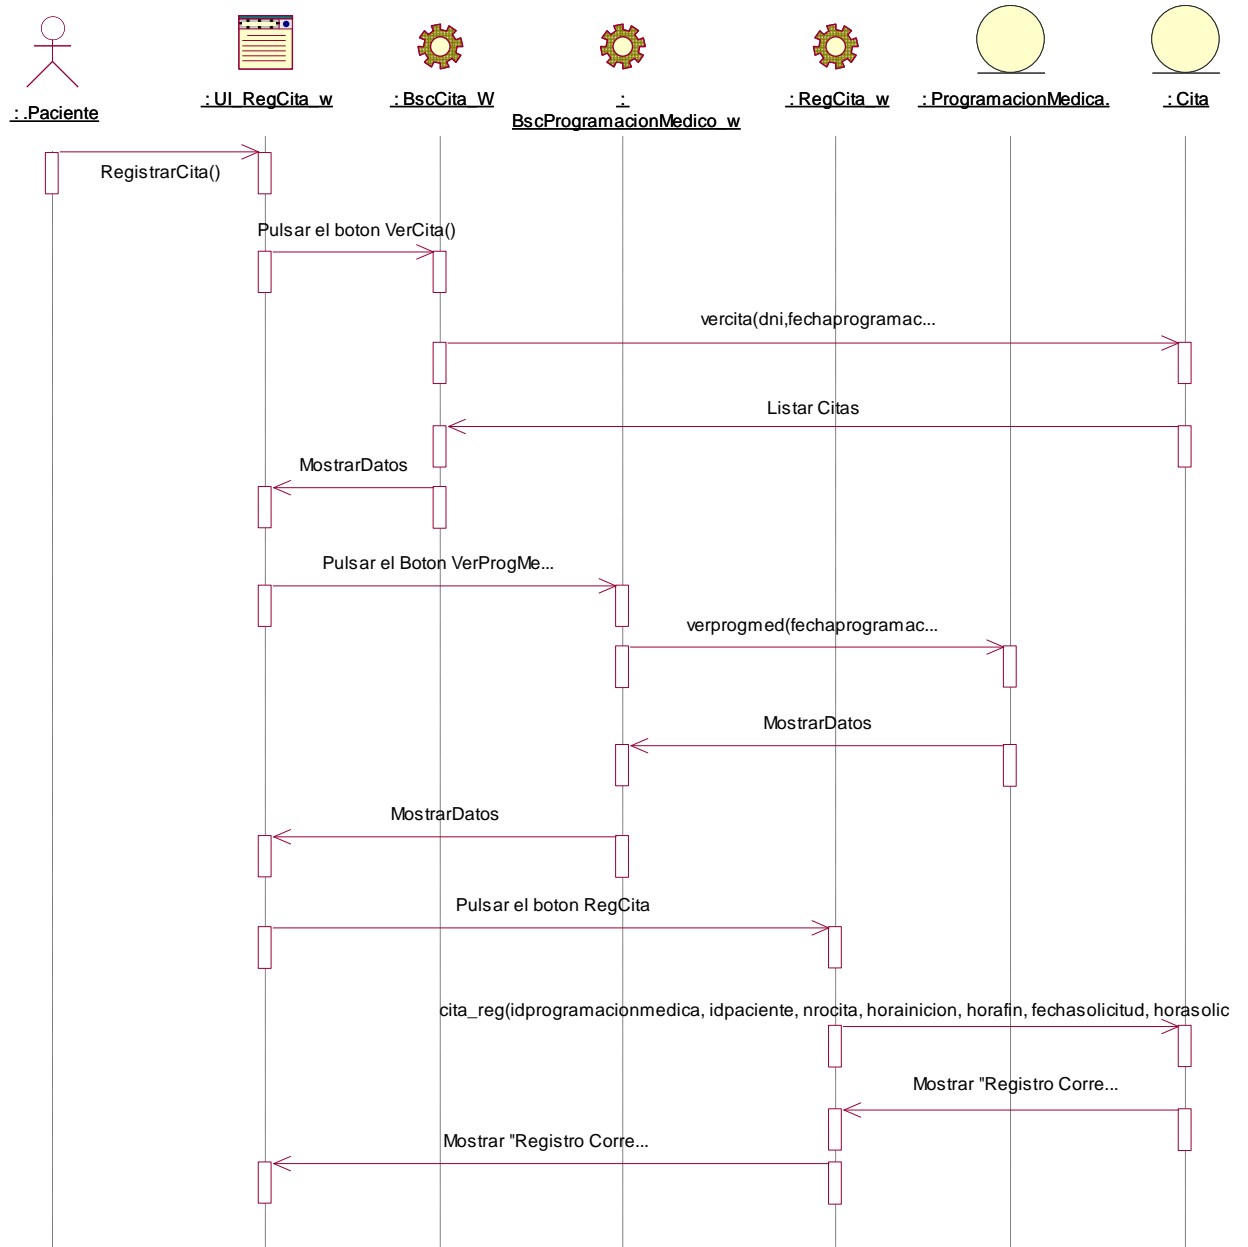 : .Paciente
: UI_RegCita_w
: BscCita_W
:
BscProgramacionMedico_w
: RegCita_w
: ProgramacionMedica.
: Cita
RegistrarCita()
Pulsar el boton VerCita()
vercita(dni,fechaprogramac...
Listar Citas
MostrarDatos
Pulsar el Boton VerProgMe...
verprogmed(fechaprogramac...
MostrarDatos
MostrarDatos
Pulsar el boton RegCita
cita_reg(idprogramacionmedica, idpaciente, nrocita, horainicion, horafin, fechasolicitud, horasolic
Mostrar "Registro Corre...
Mostrar "Registro Corre...